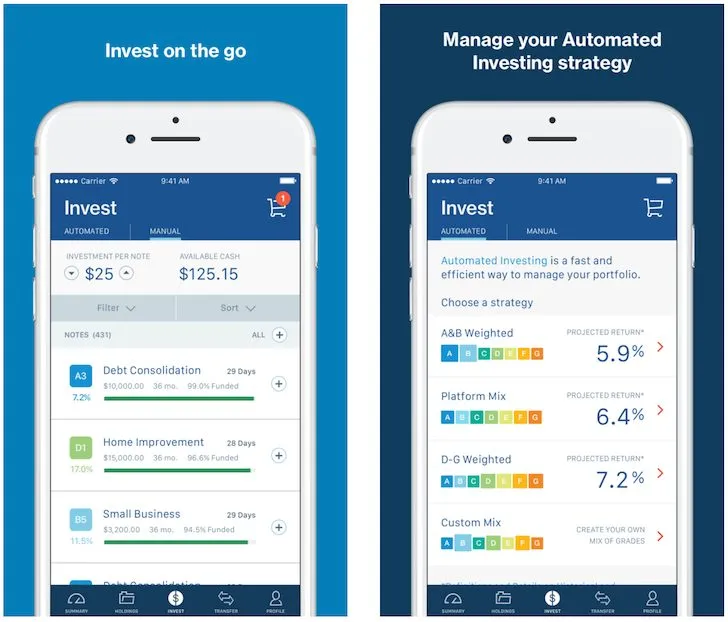 Invest on the go
Carrier 9:41 AM
Invest
1
AUTOMATED MANUAL
INVESTMENT PER NOTE AVAILABLE CASH
$25 $125.15
Filter Sort
NOTES (431) ALL
A3 Debt Consolidation 29 Days
$10,000.00 36 mo. 99.0% Funded
7.2%
D1 Home Improvement 28 Days
$15,000.00 36 mo. 96.6% Funded
17.0%
B5 Small Business 29 Days
$3,200.00 36 mo. 94.5% Funded
11.5%
Debt Consolidation 29 Days
SUMMARY HOLDINGS INVEST TRANSFER PROFILE
Manage your Automated
Investing strategy
Carrier 9:41 AM
Invest
AUTOMATED MANUAL
Automated Investing is a fast and
efficient way to manage your portfolio.
Choose a strategy
A&B Weighted PROJECTED RETURN*
A B C D E F G 5.9%
Platform Mix PROJECTED RETURN*
A B C D E F G 6.4%
D-G Weighted PROJECTED RETURN*
A B C D E F G 7.2%
Custom Mix CREATE YOUR OWN
A B C D E F G MIX OF GRADES
SUMMARY HOLDINGS INVEST TRANSFER PROFILE